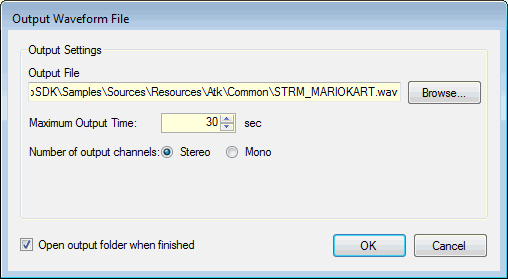 Output Waveform File
Output Settings
Output File
oSDK\Samples\Sources\Resources\Atk\Common\STRM_MARIOKART.wav
Browse...
Maximum Output Time: 30 sec
Number of output channels: Stereo Mono
Open output folder when finished
OK
Cancel